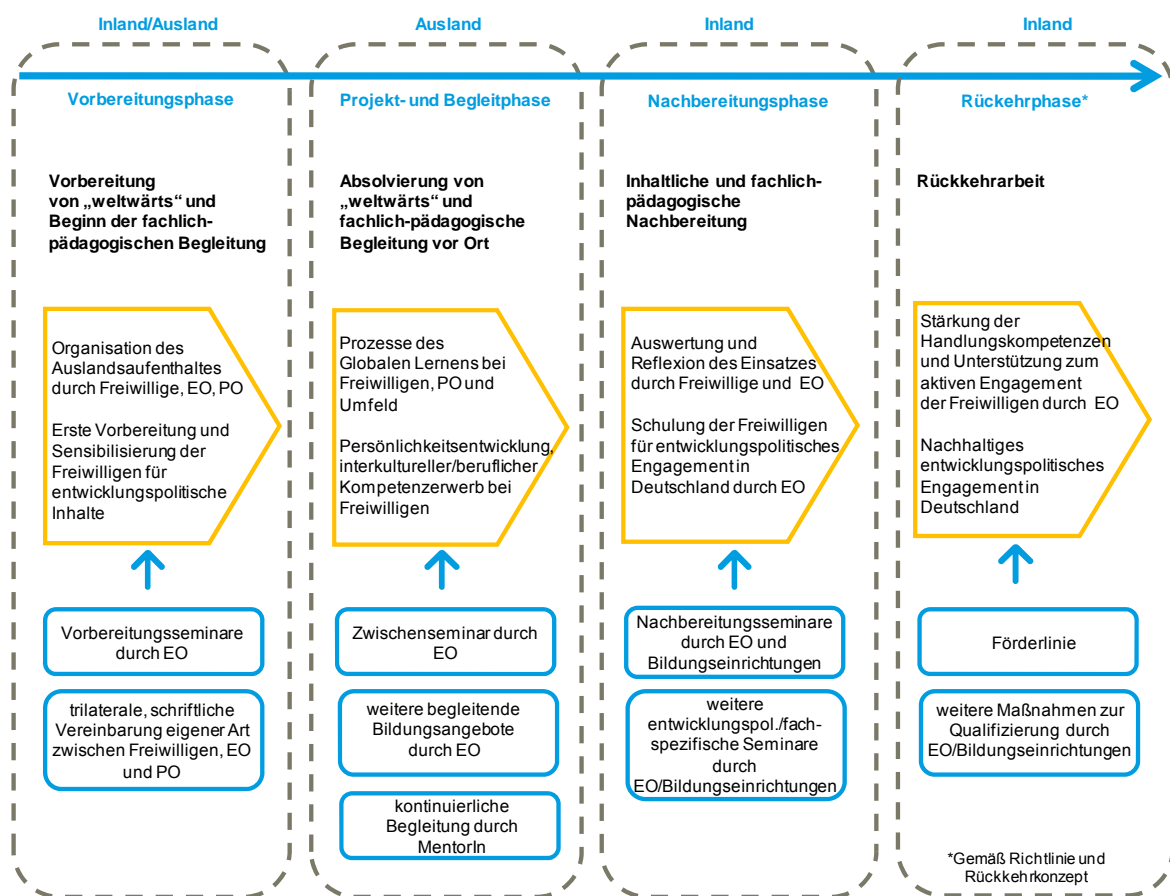 Inland/Ausland
Ausland
Inland
Inland
Vorbereitungsphase
Projekt- und Begleitphase
Nachbereitungsphase
Rückehrphase*
Vorbereitung
von „weltwärts“ und
Beginn der fachlich-
pädagogischen Begleitung
Absolvierung von
„weltwärts“ und
fachlich-pädagogische
Begleitung vor Ort
Inhaltliche und fachlich-
pädagogische
Nachbereitung
Rückkehrarbeit
Organisation des
Auslandsaufenthaltes
durch Freiwillige, EO, PO
Erste Vorbereitung und
Sensibilisierung der
Freiwilligen für
entwicklungspolitische
Inhalte
Prozesse des
Globalen Lernens bei
Freiwilligen, PO und
Umfeld
Persönlichkeitsentwicklung,
interkultureller/beruflicher
Kompetenzerwerb bei
Freiwilligen
Auswertung und
Reflexion des Einsatzes
durch Freiwillige und EO
Schulung der Freiwilligen
für entwicklungspolitisches
Engagement in
Deutschland durch EO
Stärkung der
Handlungskompetenzen
und Unterstützung zum
aktiven Engagement
der Freiwilligen durch EO
Nachhaltiges
entwicklungspolitisches
Engagement in
Deutschland
Vorbereitungsseminare
durch EO
trilaterale, schriftliche
Vereinbarung eigener Art
zwischen Freiwilligen, EO
und PO
Zwischenseminar durch
EO
weitere begleitende
Bildungsangebote
durch EO
kontinuierliche
Begleitung durch
MentorIn
Nachbereitungsseminare
durch EO und
Bildungseinrichtungen
weitere
entwicklungspol./fach-
spezifische Seminare
durch
EO/Bildungseinrichtungen
Förderlinie
weitere Maßnahmen zur
Qualifizierung durch
EO/Bildungseinrichtungen
*Gemäß Richtlinie und
Rückkehrkonzept